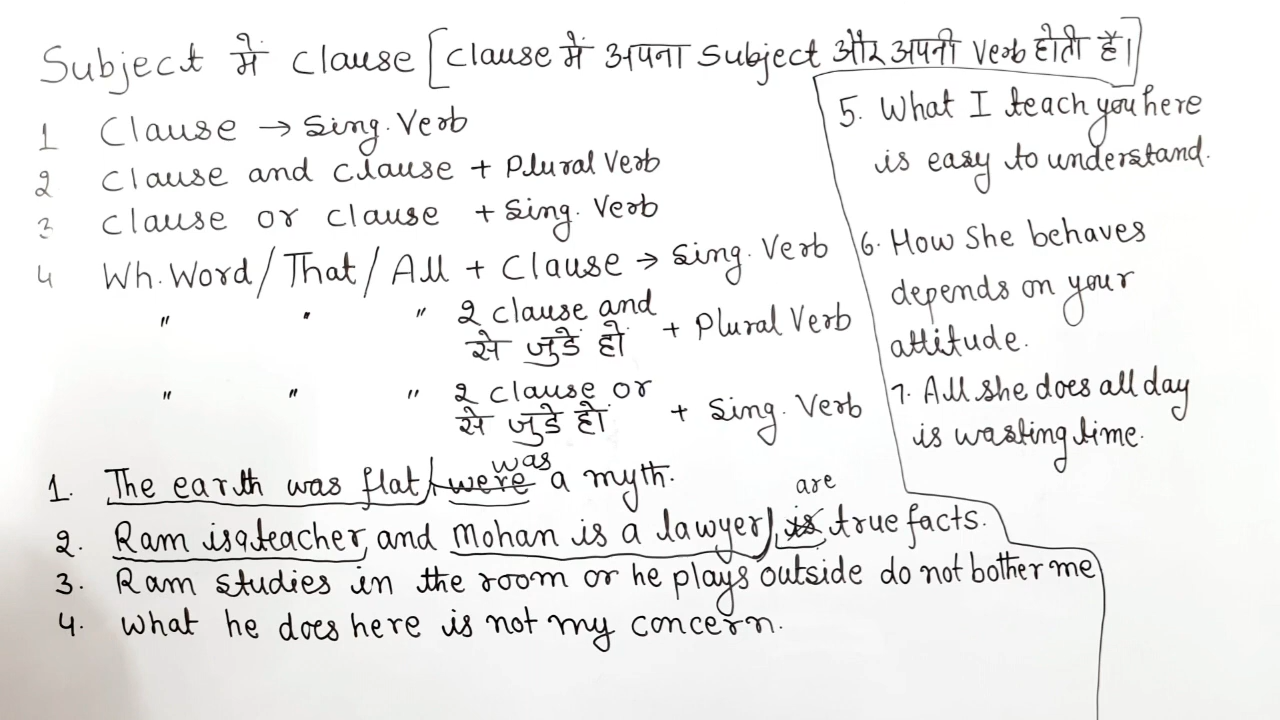 Subject में clause [clause में अपना subject और अपनी verb होती हैं।]
1 Clause → Sing. Verb
2 Clause and clause + Plural Verb
3 Clause or clause + Sing. Verb
4 Wh. Word / That / All + Clause → Sing. Verb
" " " 2 clause and
से जुडे हो + Plural Verb
" " " 2 clause or
से जुडे हो + Sing. Verb
was
1. The earth was flat were a myth.
are
2. Ram is a teacher and Mohan is a lawyer is true facts.
3. Ram studies in the room or he plays outside do not bother me
4. What he does here is not my concern.
5. What I teach you here
is easy to understand.
6. How She behaves
depends on your
attitude.
7. All she does all day
is wasting time.